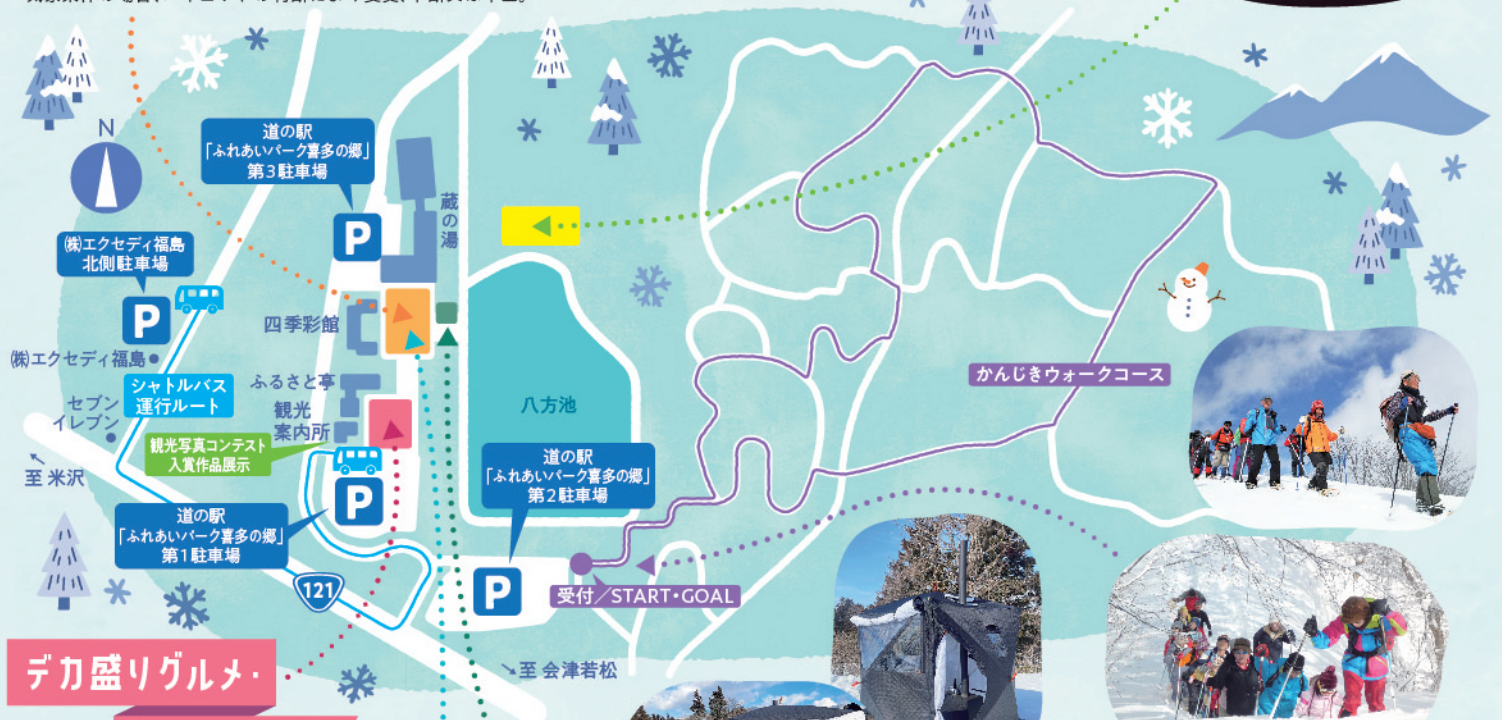 N
道の駅
「ふれあいパーク喜多の郷」
第3駐車場
P
蔵の湯
㈱エクセディ福島
北側駐車場
P
四季彩館
㈱エクセディ福島
シャトルバス
運行ルート
ふるさと亭
セブン
イレブン
観光
案内所
観光写真コンテスト
入賞作品展示
八方池
かんじきウォークコース
至 米沢
道の駅
「ふれあいパーク喜多の郷」
第2駐車場
P
道の駅
「ふれあいパーク喜多の郷」
第1駐車場
P
121
受付/START・GOAL
デカ盛りグルメ・
至 会津若松